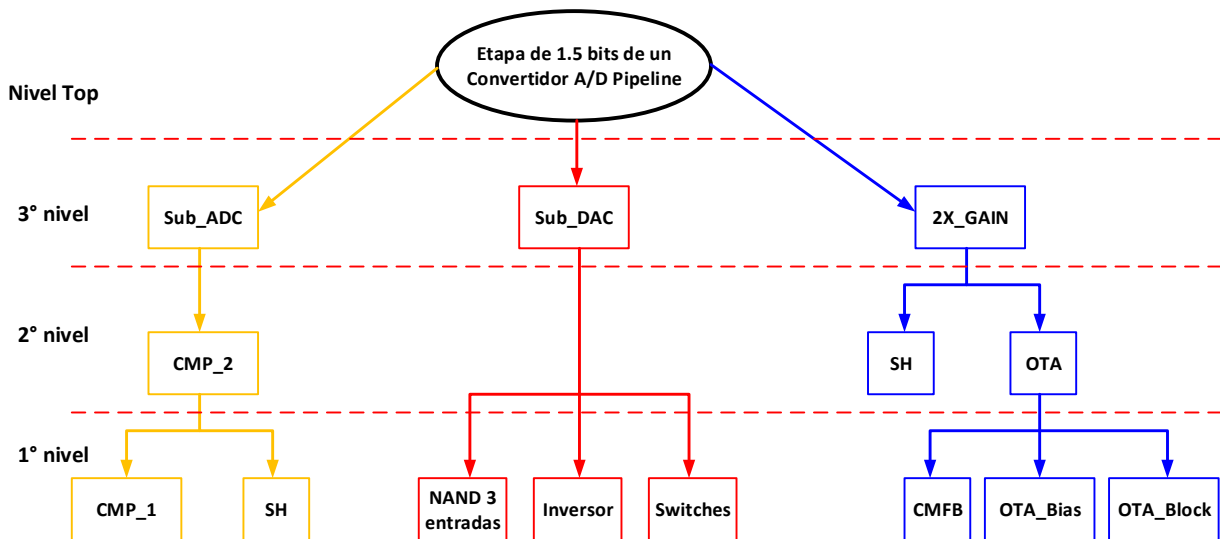 Etapa de 1.5 bits de un
Convertidor A/D Pipeline
Nivel Top
3° nivel
Sub_ADC
Sub_DAC
2X_GAIN
2° nivel
CMP_2
SH
OTA
1° nivel
CMP_1
SH
NAND 3
entradas
Inversor
Switches
CMFB
OTA_Bias
OTA_Block